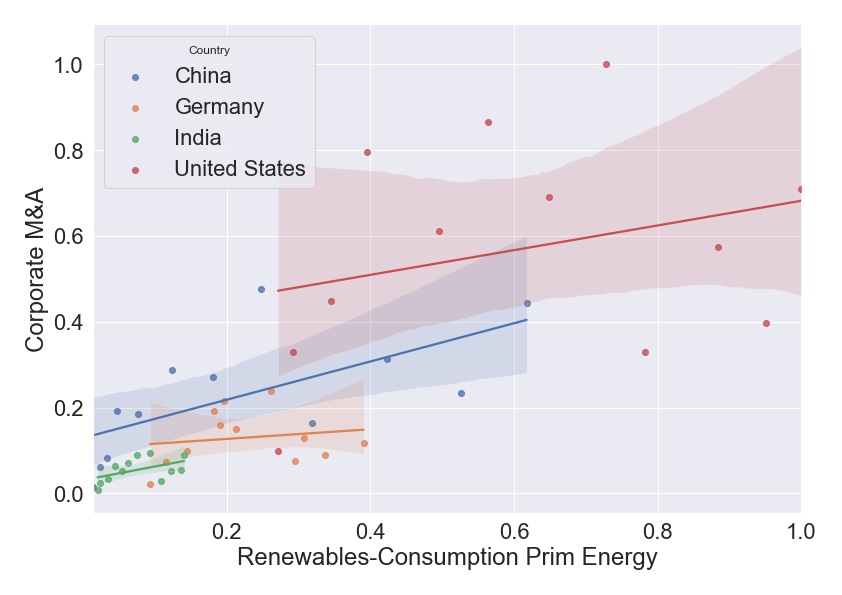 Country
China
Germany
India
United States
1.0
0.8
0.6
0.4
0.2
0.0
Corporate M&A
0.2
0.4
0.6
0.8
1.0
Renewables-Consumption Prim Energy